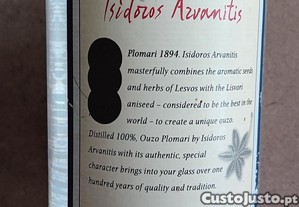 Isidoros Arvanitis
Plomari 1894. Isidoros Arvanitis
masterfully combines the aromatic seeds
and herbs of Lesvos with the Lisvori
aniseed – considered to be the best in the
world – to create a unique ouzo.
Distilled 100%, Ouzo Plomari by Isidoros
Arvanitis with its authentic, special
character brings into your glass over one
hundred years of quality and tradition.
CustoJusto.pt